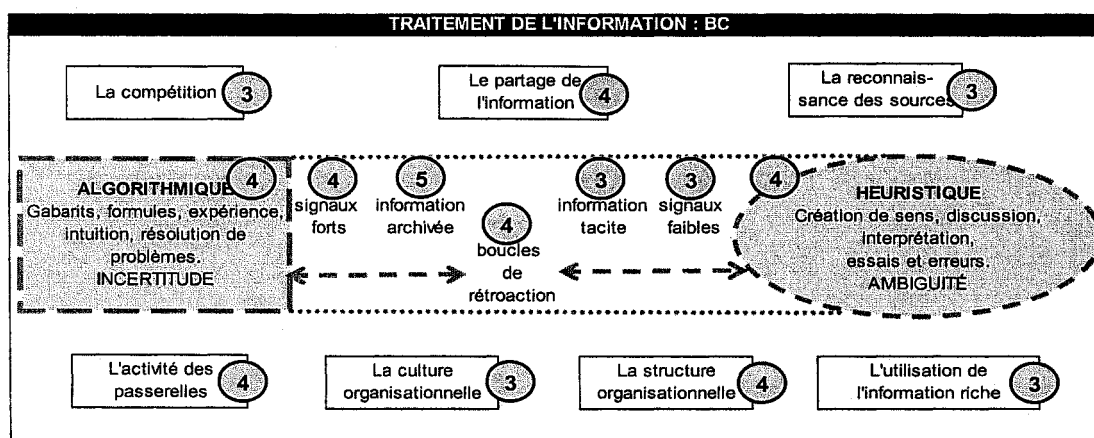 TRAITEMENT DE L'INFORMATION : BC
La compétition
3
Le partage de
l'information
4
La reconnais-
sance des sources
3
ALGORITHMIQUE
4
Gabarits, formules, expérience,
intuition, résolution de
problèmes.
INCERTITUDE
4
signaux
forts
5
information
archivée
4
boucles
de
rétroaction
3
information
tacite
3
signaux
faibles
4
HEURISTIQUE
Création de sens, discussion,
interprétation,
essais et erreurs.
AMBIGUITÉ
L'activité des
passerelles
4
La culture
organisationnelle
3
La structure
organisationnelle
4
L'utilisation de
l'information riche
3